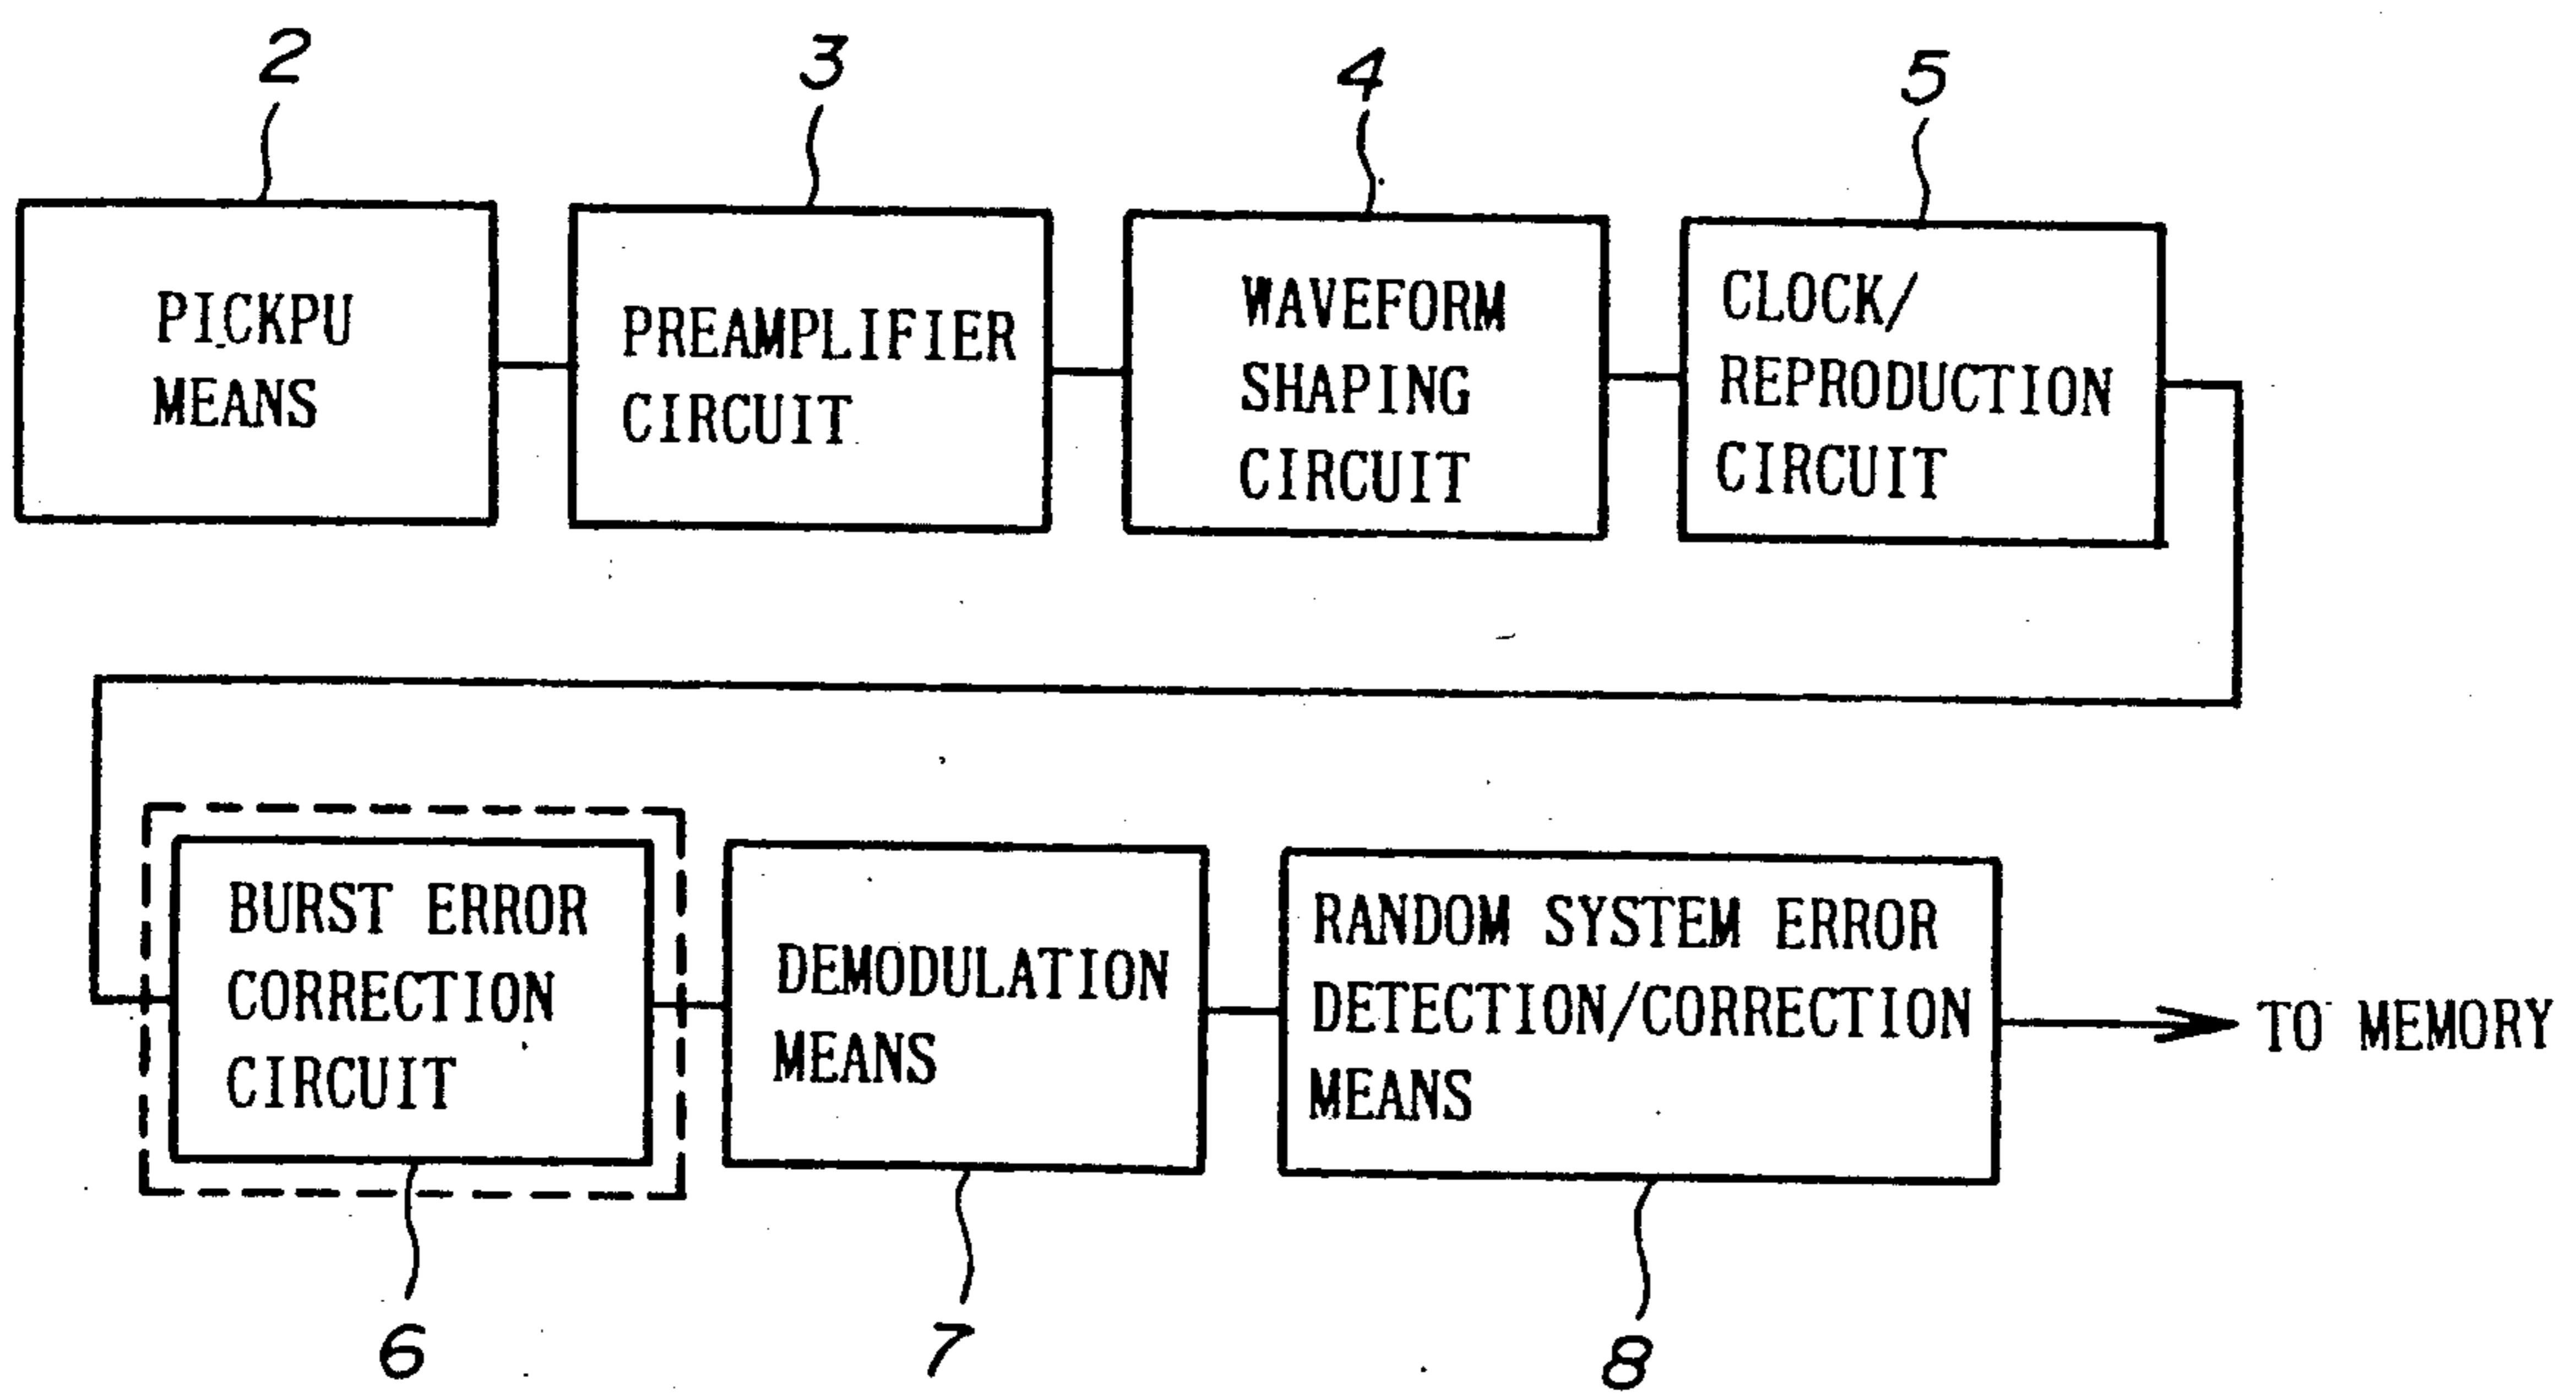 2
3
4
5
PICKPU
MEANS
PREAMPLIFIER
CIRCUIT
WAVEFORM
SHAPING
CIRCUIT
CLOCK/
REPRODUCTION
CIRCUIT
BURST ERROR
CORRECTION
CIRCUIT
DEMODULATION
MEANS
RANDOM SYSTEM ERROR
DETECTION/CORRECTION
MEANS
TO MEMORY
6
7
8